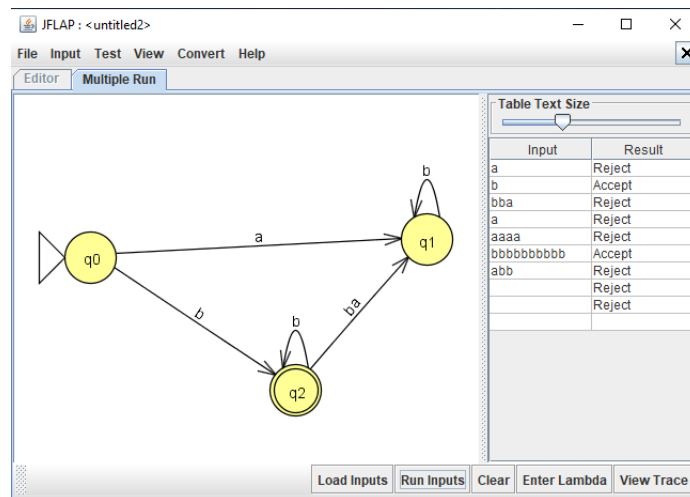 JFLAP : <untitled2>
File Input Test View Convert Help
Editor Multiple Run
Table Text Size
Input Result
a Reject
b Accept
bba Reject
a Reject
aaaa Reject
bbbbbbbbbb Accept
abb Reject
Reject
Reject
b
a
q0
q1
b
ba
b
q2
Load Inputs Run Inputs Clear Enter Lambda View Trace